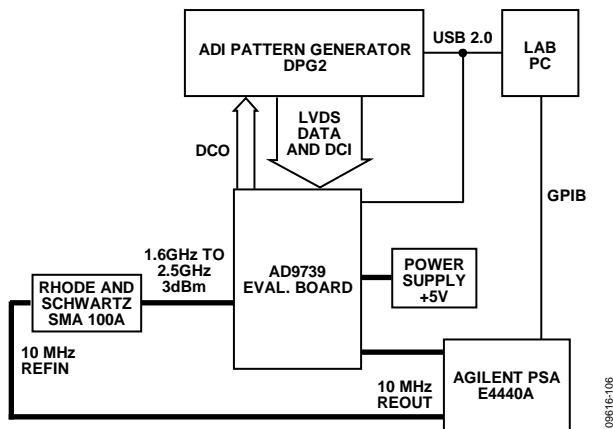 ADI PATTERN GENERATOR
DPG2
USB 2.0
LAB
PC
LVDS
DATA
AND DCI
DCO
GPIB
1.6GHz TO
2.5GHz
3dBm
AD9739
EVAL. BOARD
POWER
SUPPLY
+5V
RHODE AND
SCHWARTZ
SMA 100A
10 MHz
REFIN
10 MHz
REOUT
AGILENT PSA
E4440A
09616-106